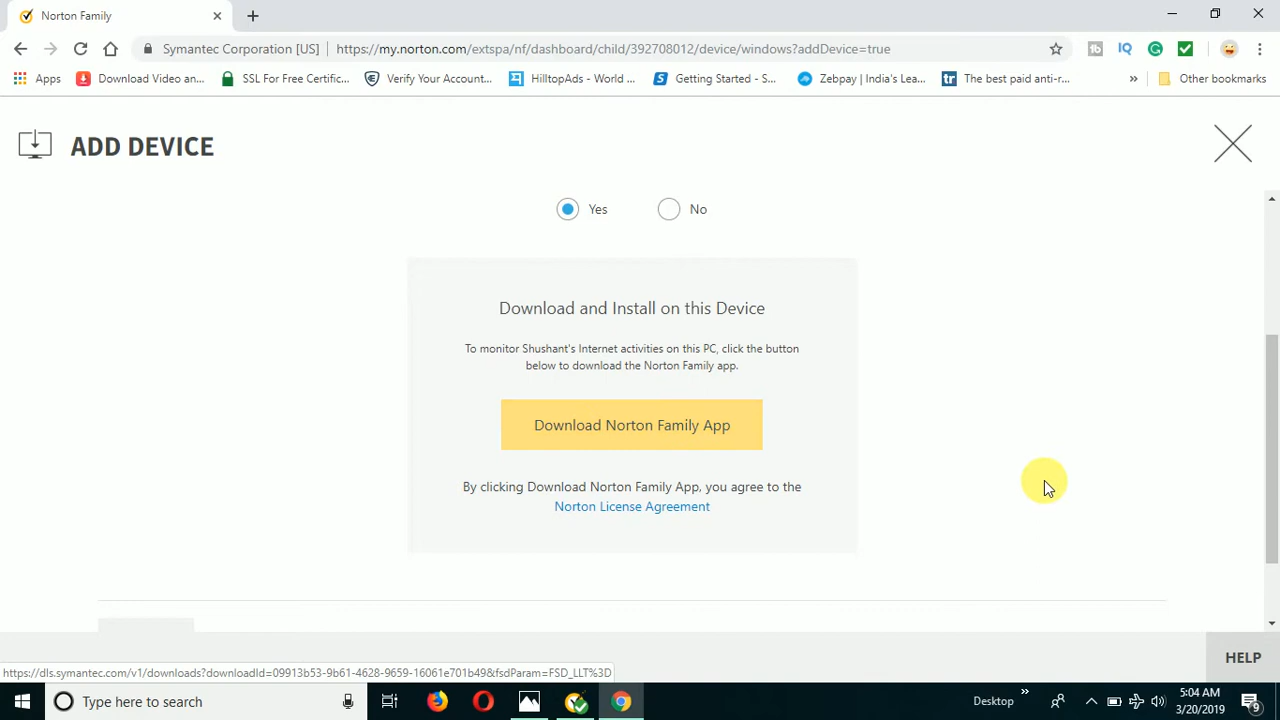 Norton Family
Symantec Corporation [US] https://my.norton.com/extspa/nf/dashboard/child/392708012/device/windows?addDevice=true
IQ
Apps Download Video an... SSL For Free Certific... Verify Your Account... HilltopAds - World ... Getting Started - S... Zebpay | India's Lea... tr The best paid anti-r... » Other bookmarks
ADD DEVICE
Yes No
Download and Install on this Device
To monitor Shushant's Internet activities on this PC, click the button
below to download the Norton Family app.
Download Norton Family App
By clicking Download Norton Family App, you agree to the
Norton License Agreement
HELP
https://dls.symantec.com/v1/downloads?downloadId=09913b53-9b61-4628-9659-16061e701b49&fsdParam=FSD_LLT%3D
Type here to search
Desktop »
5:04 AM
3/20/2019
9